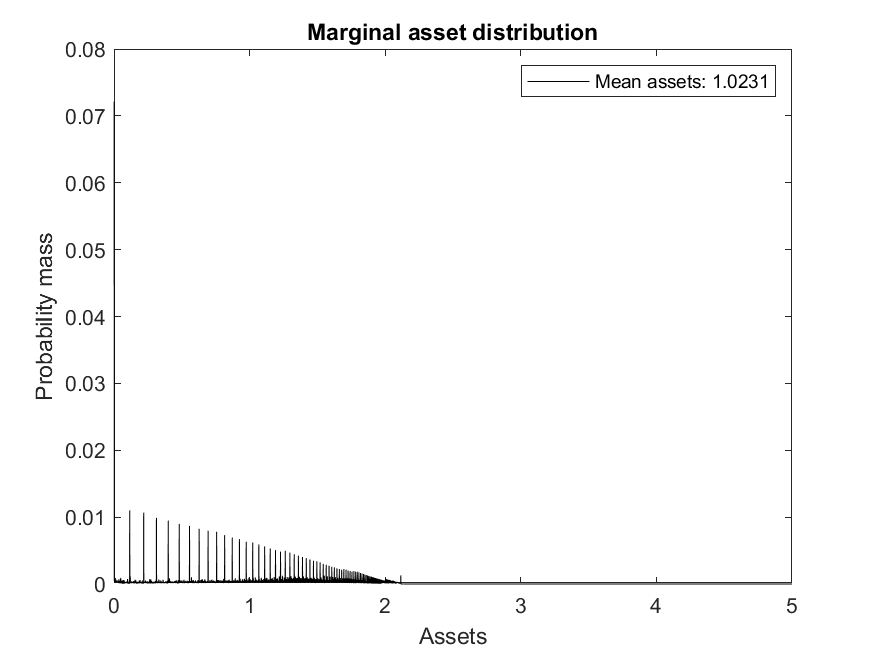 Marginal asset distribution
Mean assets: 1.0231
0.08
0.07
0.06
0.05
0.04
0.03
0.02
0.01
0
Probability mass
0 1 2 3 4 5
Assets